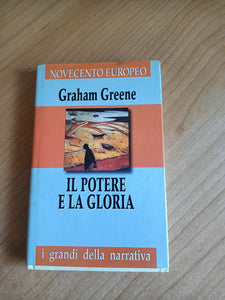 NOVECENTO EUROPEO
Graham Greene
IL POTERE
E LA GLORIA
i grandi della narrativa